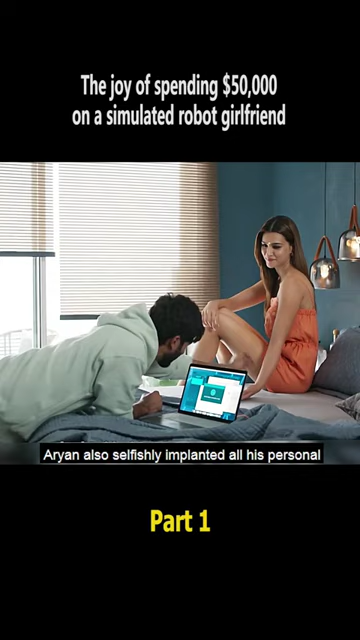 The joy of spending $50,000
on a simulated robot girlfriend
Aryan also selfishly implanted all his personal
Part 1